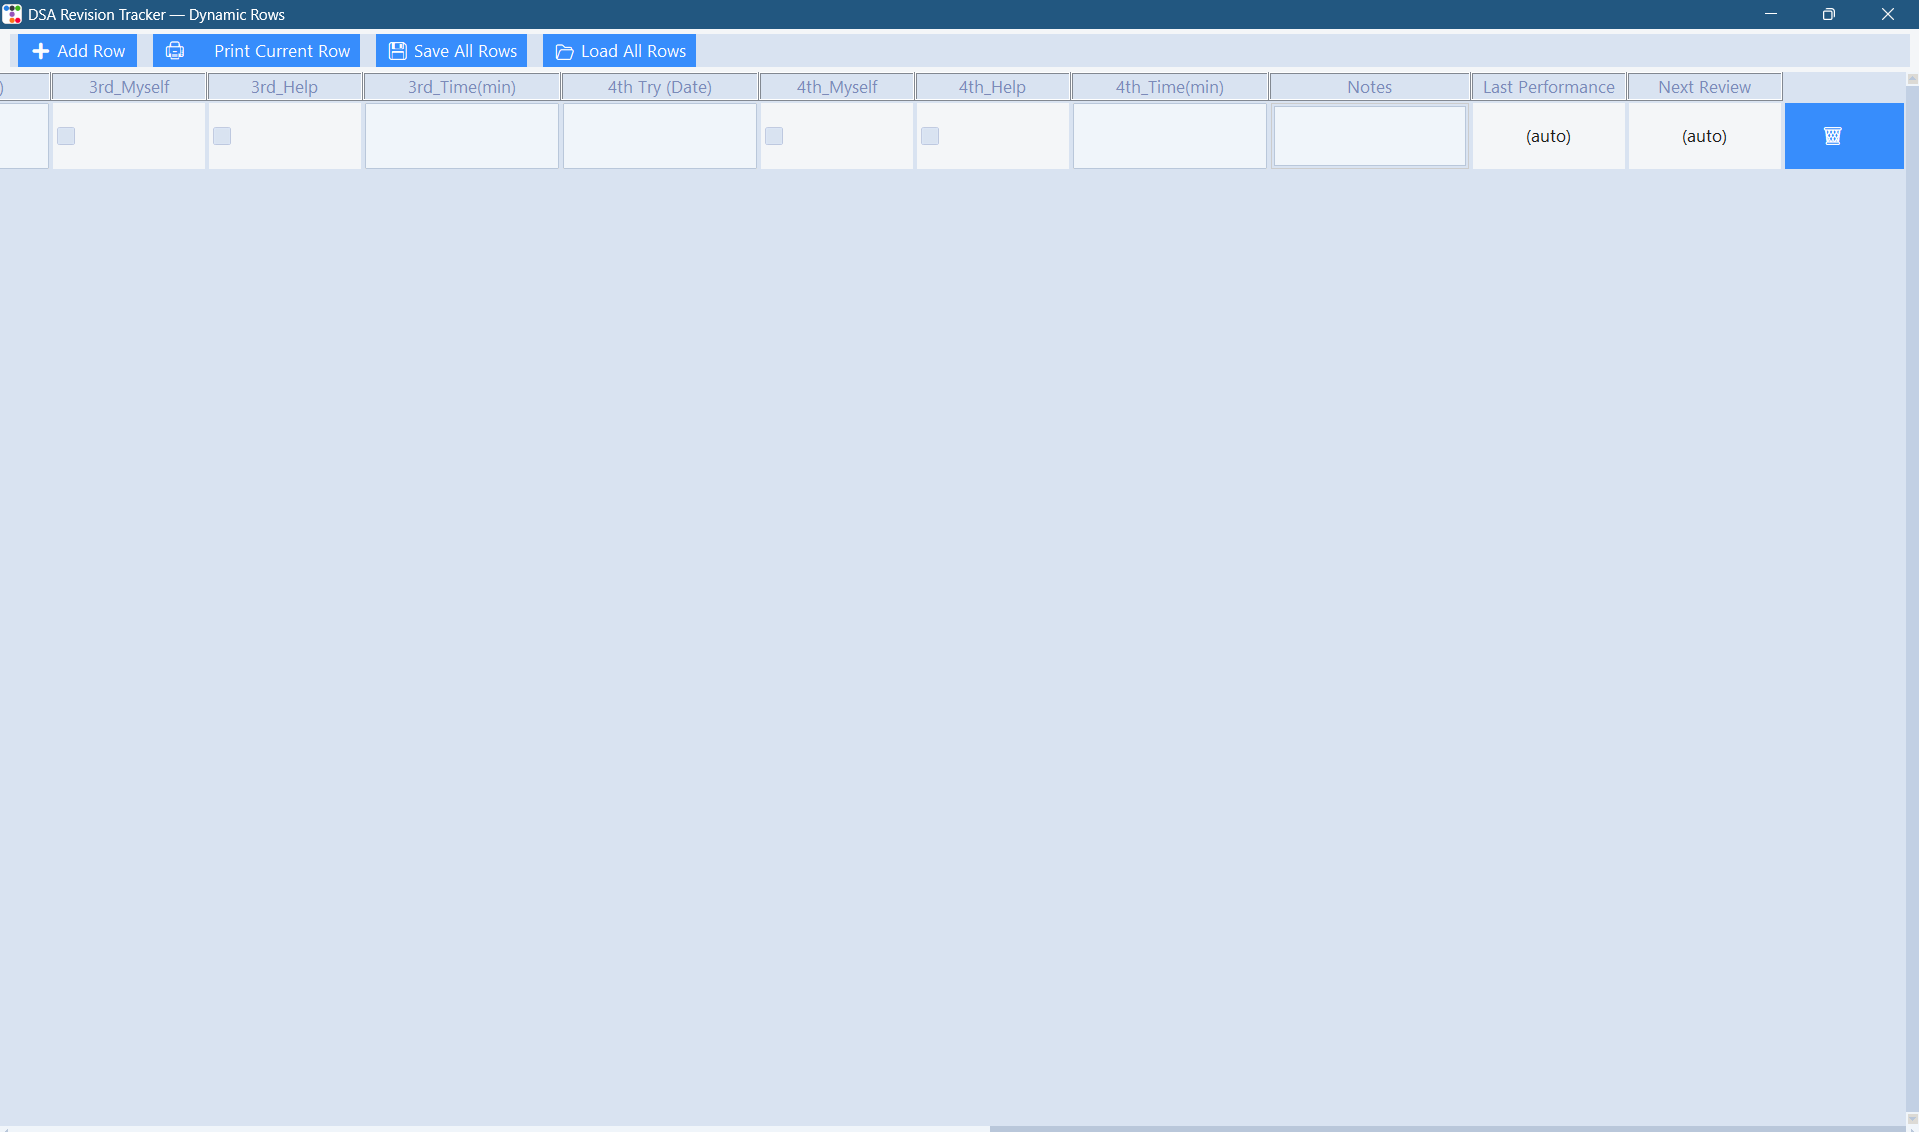 DSA Revision Tracker — Dynamic Rows
Add Row Print Current Row Save All Rows Load All Rows
) 3rd_Myself 3rd_Help 3rd_Time(min) 4th Try (Date) 4th_Myself 4th_Help 4th_Time(min) Notes Last Performance Next Review
(auto) (auto)